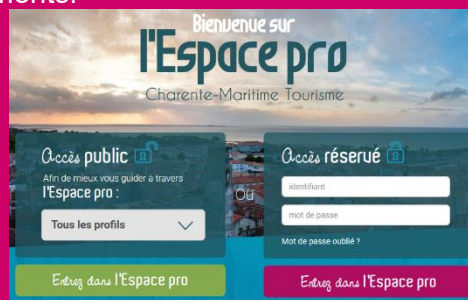 Bienvenue sur
l'Espace pro
Charente-Maritime Tourisme
Accès public
Afin de mieux vous guider à travers
l'Espace pro :
Tous les profils
Entrez dans l'Espace pro
Ou
Accès réservé
identifiant
mot de passe
Mot de passe oublié ?
Entrez dans l'Espace pro